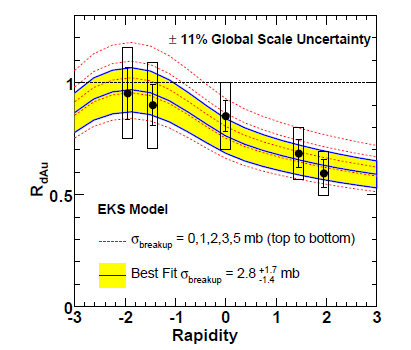 ± 11% Global Scale Uncertainty
1
R_dAu
0.5
EKS Model
σ_breakup = 0,1,2,3,5 mb (top to bottom)
Best Fit σ_breakup = 2.8 +1.7 -1.4 mb
0
-3 -2 -1 0 1 2 3
Rapidity